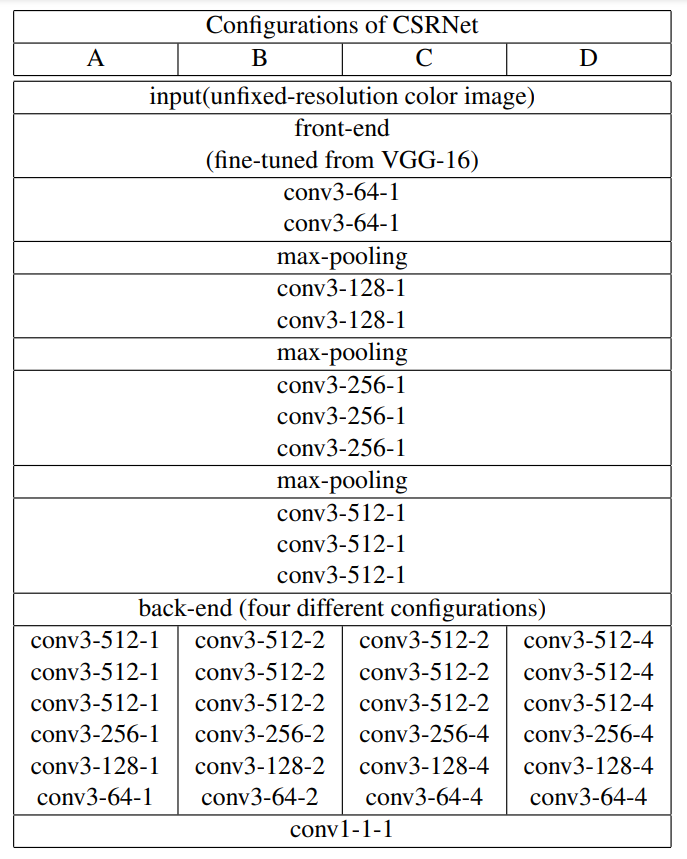 Configurations of CSRNet
A B C D
input(unfixed-resolution color image)
front-end
(fine-tuned from VGG-16)
conv3-64-1
conv3-64-1
max-pooling
conv3-128-1
conv3-128-1
max-pooling
conv3-256-1
conv3-256-1
conv3-256-1
max-pooling
conv3-512-1
conv3-512-1
conv3-512-1
back-end (four different configurations)
conv3-512-1 conv3-512-2 conv3-512-2 conv3-512-4
conv3-512-1 conv3-512-2 conv3-512-2 conv3-512-4
conv3-512-1 conv3-512-2 conv3-512-2 conv3-512-4
conv3-256-1 conv3-256-2 conv3-256-4 conv3-256-4
conv3-128-1 conv3-128-2 conv3-128-4 conv3-128-4
conv3-64-1 conv3-64-2 conv3-64-4 conv3-64-4
conv1-1-1